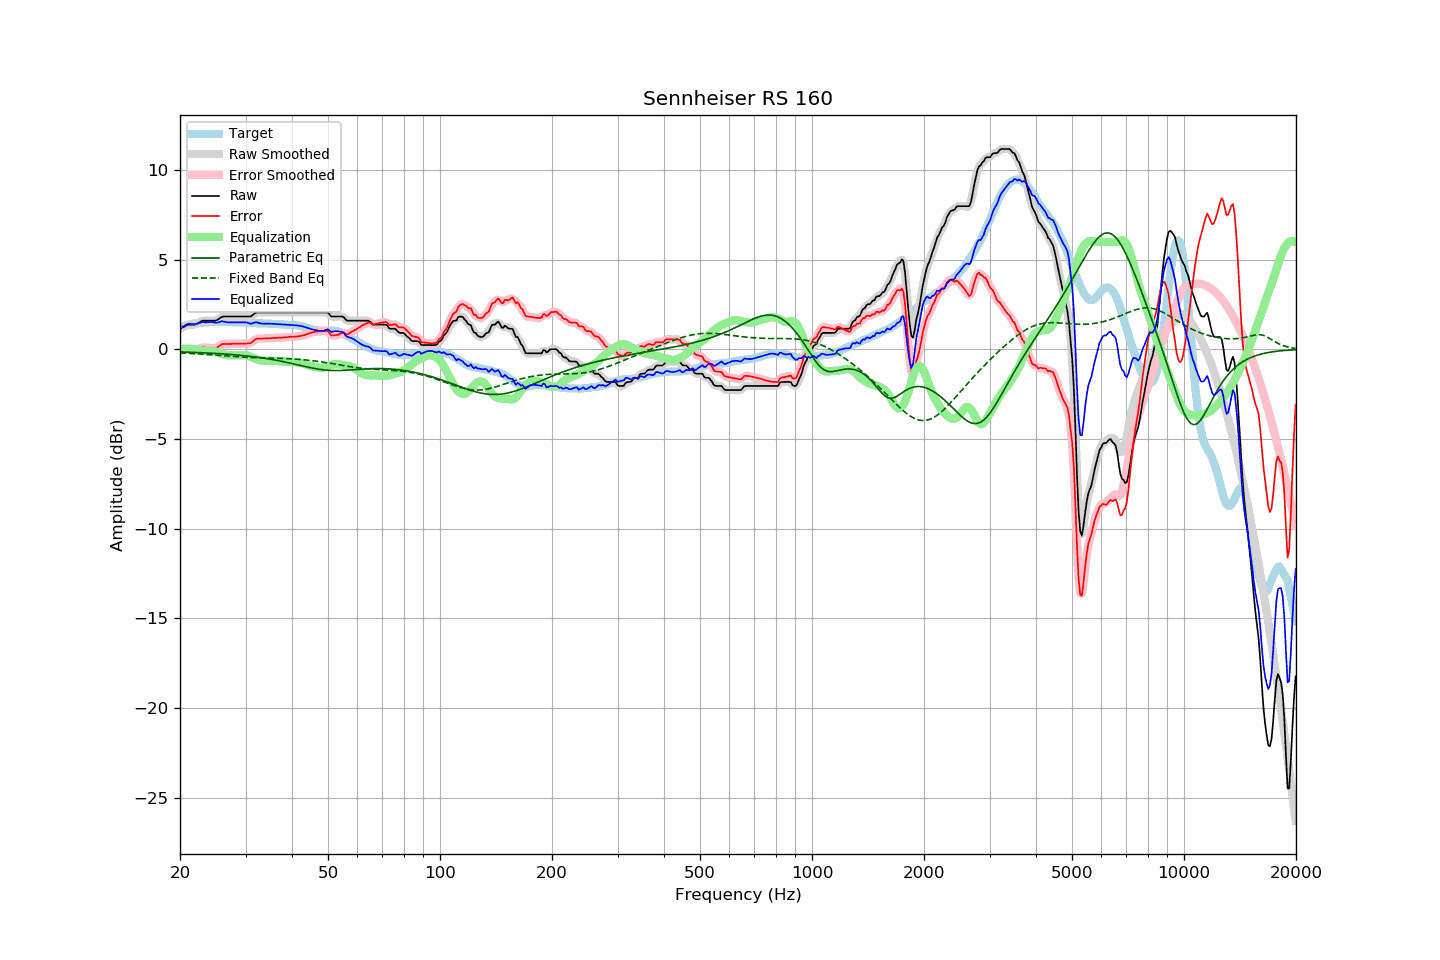 Sennheiser RS 160
Target
Raw Smoothed
Error Smoothed
Raw
Error
Equalization
Parametric Eq
Fixed Band Eq
Equalized
Amplitude (dBr)
10
5
0
−5
−10
−15
−20
−25
20 50 100 200 500 1000 2000 5000 10000 20000
Frequency (Hz)